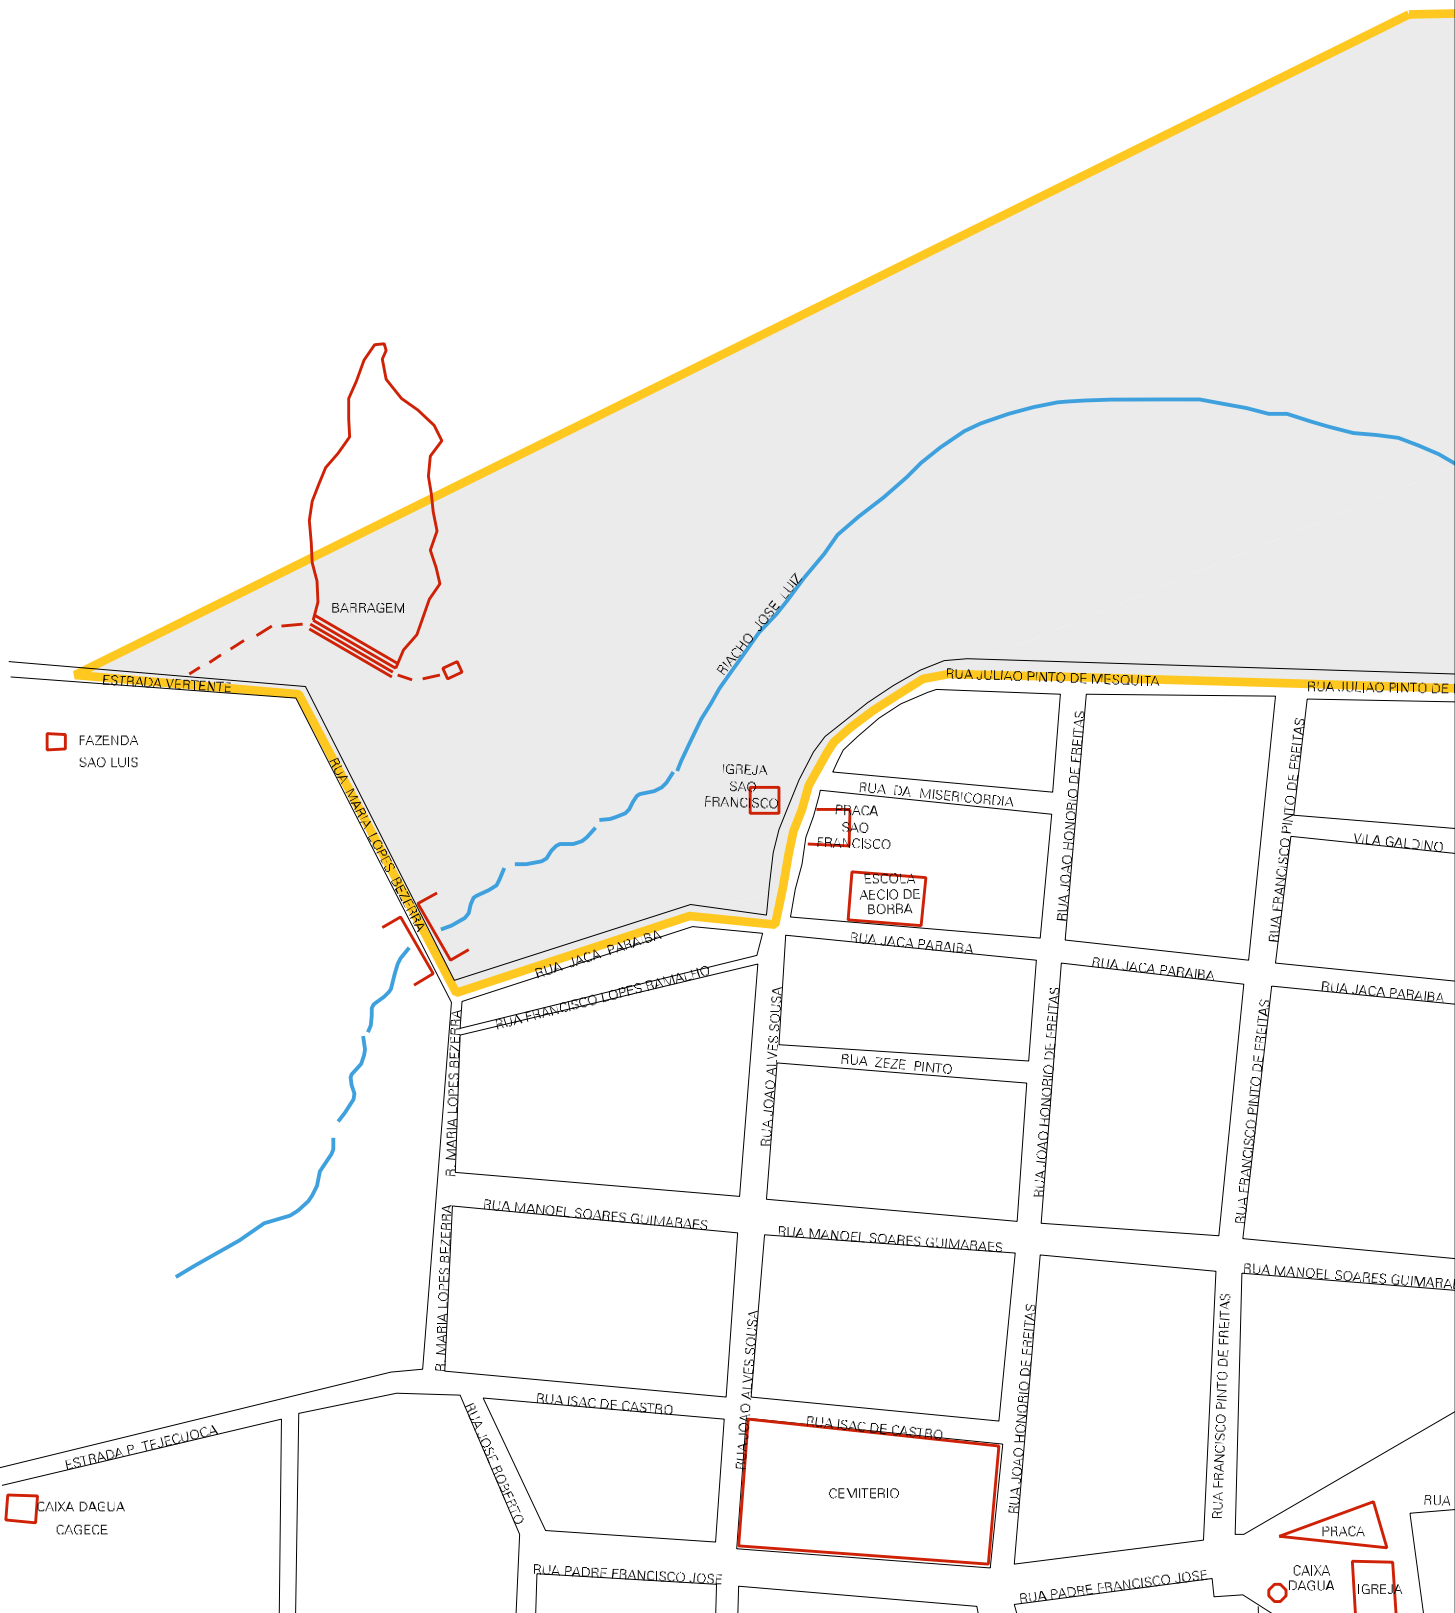 BARRAGEM
RIACHO JOSE LUIZ
ESTRADA VERTENTE
RUA JULIAO PINTO DE MESQUITA
RUA JULIAO PINTO DE
FAZENDA
SAO LUIS
RUA MARIA LOPES BEZERRA
IGREJA
SAO
FRANCISCO
RUA DA MISERICORDIA
PRACA
SAO
FRANCISCO
RUA JOAO HONORIO DE FREITAS
RUA FRANCISCO PINTO DE FREITAS
VILA GALDINO
ESCOLA
AECIO DE
BORBA
RUA JACA PARAIBA
RUA JACA PARAIBA
RUA JACA PARAIBA
RUA JACA PARAIBA
RUA FRANCISCO LOPES RAMALHO
R. MARIA LOPES BEZERRA
RUA JOAO ALVES SOUSA
RUA ZEZE PINTO
RUA JOAO HONORIO DE FREITAS
RUA FRANCISCO PINTO DE FREITAS
RUA MANOEL SOARES GUIMARAES
RUA MANOEL SOARES GUIMARAES
RUA MANOEL SOARES GUIMARAE
R. MARIA LOPES BEZERRA
RUA JOAO ALVES SOUSA
RUA JOAO HONORIO DE FREITAS
RUA FRANCISCO PINTO DE FREITAS
RUA ISAC DE CASTRO
RUA ISAC DE CASTRO
ESTRADA P. TEJECUOCA
RUA JOSE ROBERTO
CEMITERIO
CAIXA DAGUA
CAGECE
RUA
PRACA
RUA PADRE FRANCISCO JOSE
RUA PADRE FRANCISCO JOSE
CAIXA
DAGUA
IGREJA